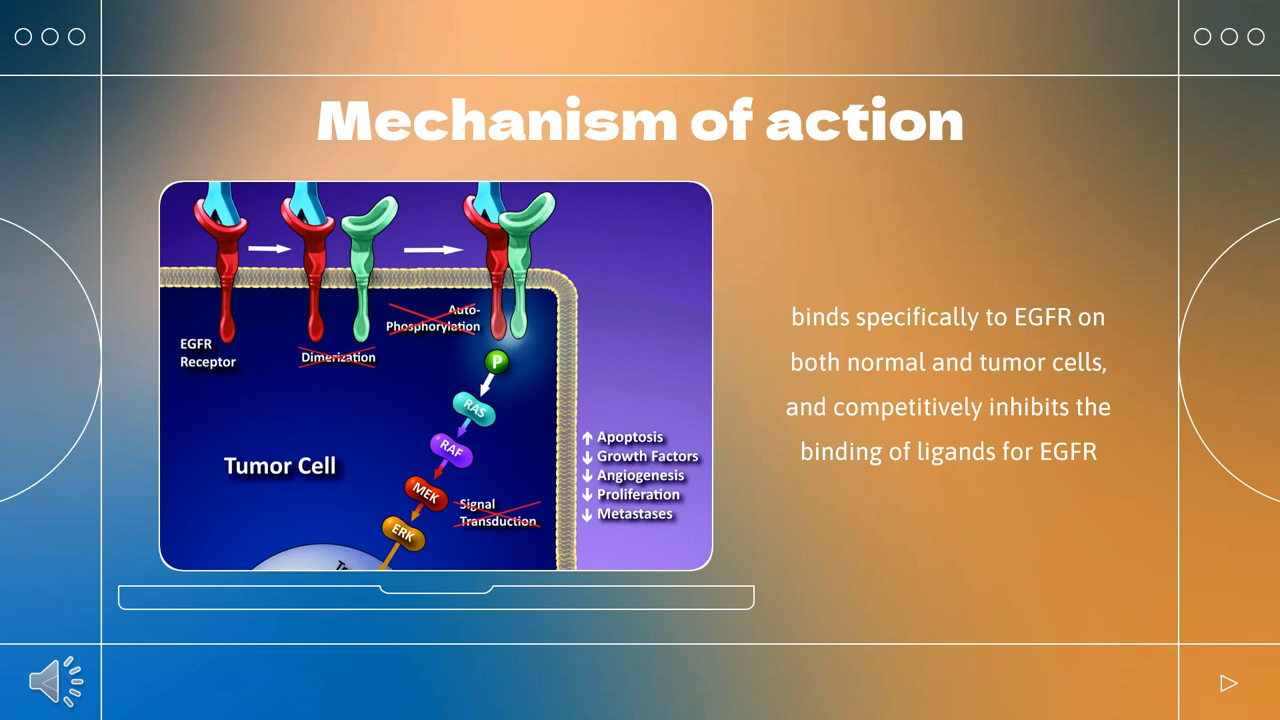 Mechanism of action
Auto-
Phosphorylation
EGFR
Receptor
Dimerization
P
RAS
RAF
MEK
ERK
Tumor Cell
Signal
Transduction
↑ Apoptosis
↓ Growth Factors
↓ Angiogenesis
↓ Proliferation
↓ Metastases
binds specifically to EGFR on
both normal and tumor cells,
and competitively inhibits the
binding of ligands for EGFR